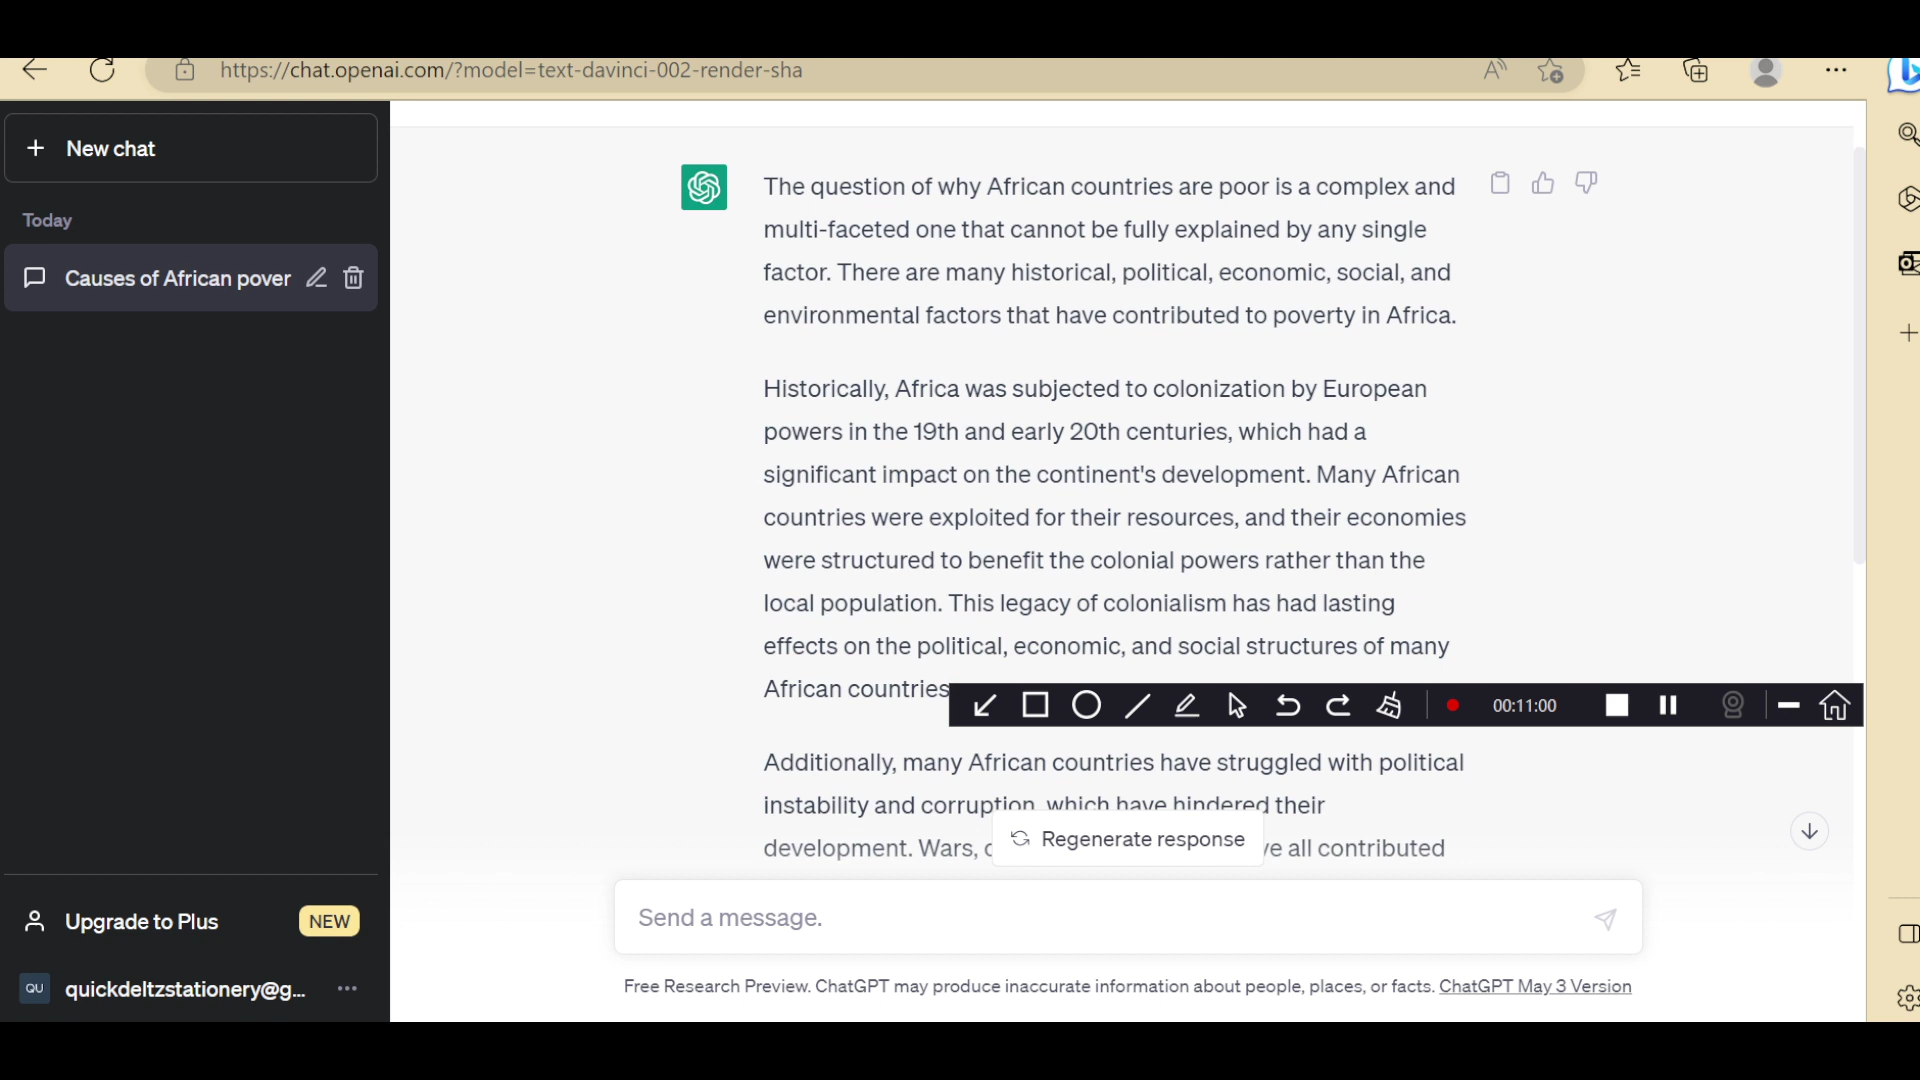 https://chat.openai.com/?model=text-davinci-002-render-sha
New chat
Today
Causes of African pover
The question of why African countries are poor is a complex and
multi-faceted one that cannot be fully explained by any single
factor. There are many historical, political, economic, social, and
environmental factors that have contributed to poverty in Africa.
Historically, Africa was subjected to colonization by European
powers in the 19th and early 20th centuries, which had a
significant impact on the continent's development. Many African
countries were exploited for their resources, and their economies
were structured to benefit the colonial powers rather than the
local population. This legacy of colonialism has had lasting
effects on the political, economic, and social structures of many
African countries
00:11:00
Additionally, many African countries have struggled with political
instability and corruption, which have hindered their
development. Wars, all contributed
Regenerate response
Send a message.
Free Research Preview. ChatGPT may produce inaccurate information about people, places, or facts. ChatGPT May 3 Version
Upgrade to Plus NEW
QU quickdeltzstationery@g...